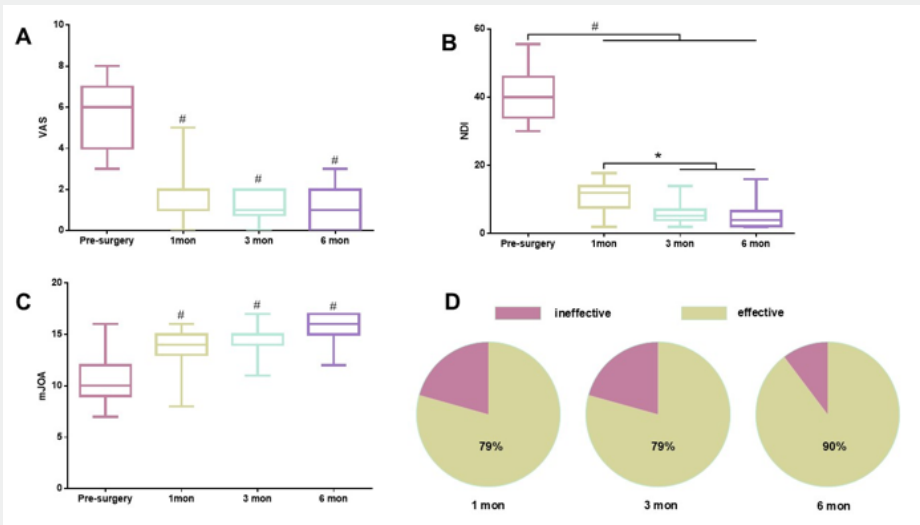 A
10
8
6
4
2
0
VAS
#
#
#
Pre-surgery 1mon 3 mon 6 mon
B
60
40
20
0
NDI
#
*
Pre-surgery 1mon 3 mon 6 mon
C
20
15
10
5
0
mJOA
#
#
#
Pre-surgery 1mon 3 mon 6 mon
D
ineffective effective
79% 79% 90%
1 mon 3 mon 6 mon